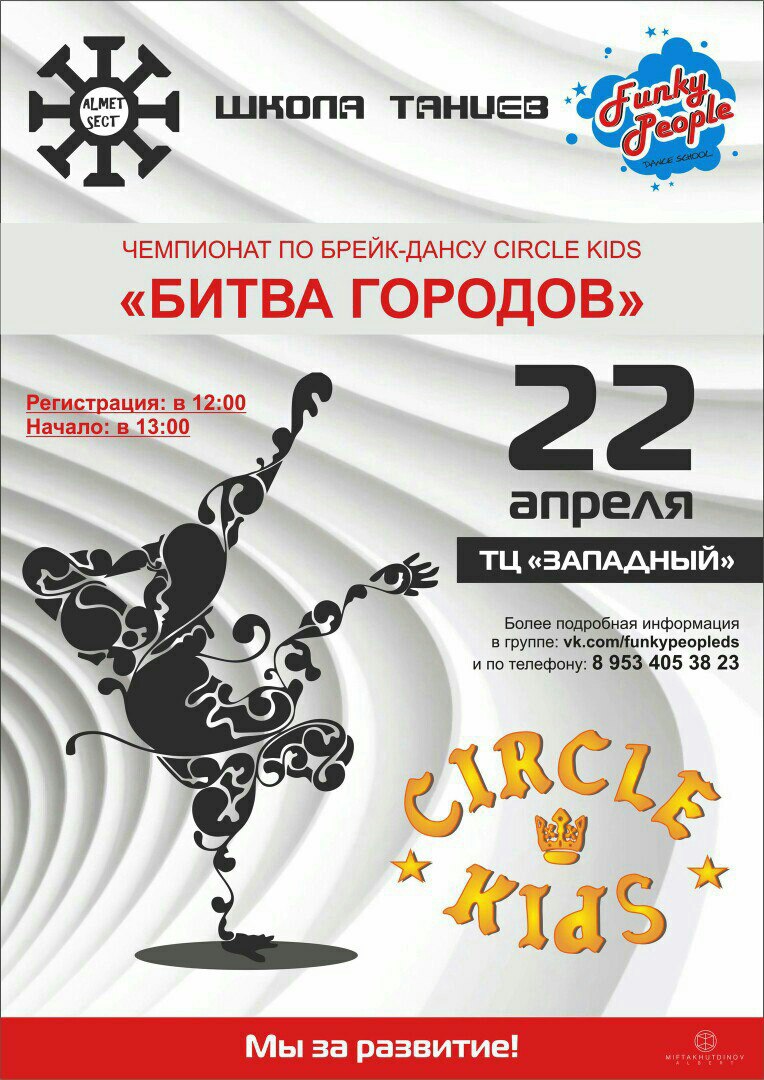 ALMET
SECT
ШКОЛА ТАНЦЕВ
Funky
People
DANCE SCHOOL
ЧЕМПИОНАТ ПО БРЕЙК-ДАНСУ CIRCLE KIDS
«БИТВА ГОРОДОВ»
Регистрация: в 12:00
Начало: в 13:00
22
апреля
ТЦ «ЗАПАДНЫЙ»
Более подробная информация
в группе: vk.com/funkypeopleds
и по телефону: 8 953 405 38 23
CIRCLE
KIdS
Мы за развитие!
MIFTAKHUTDINOV
ALBERT